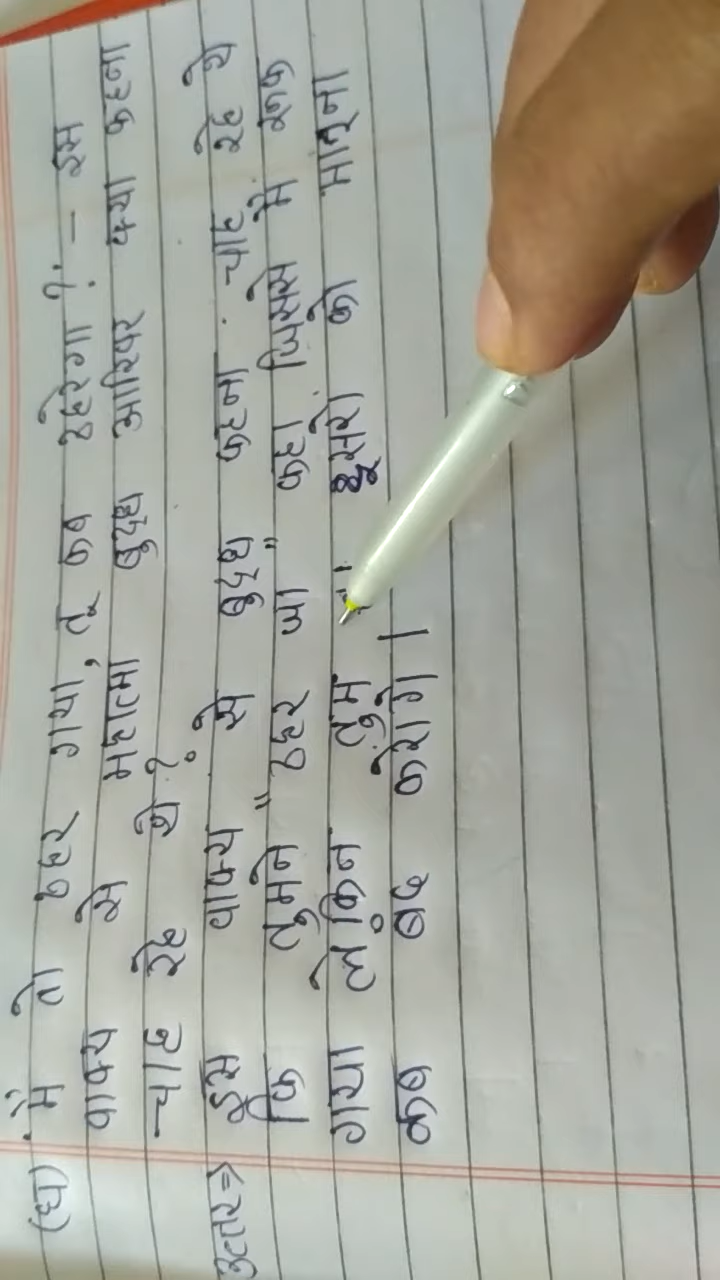 (घ) मैं तो ठहर गया, तू कब ठहरेगा? - इस
वाक्य से महात्मा बुद्ध आखिर क्या कहना
चाह रहे थे?
उत्तर⇒ इस वाक्य से बुद्ध कहना चाह रहे थे
कि तुमने "ठहर जा" कहा जिससे मै रूक
गया लेकिन तुम दूसरो को मारना
कब बंद करोगे।